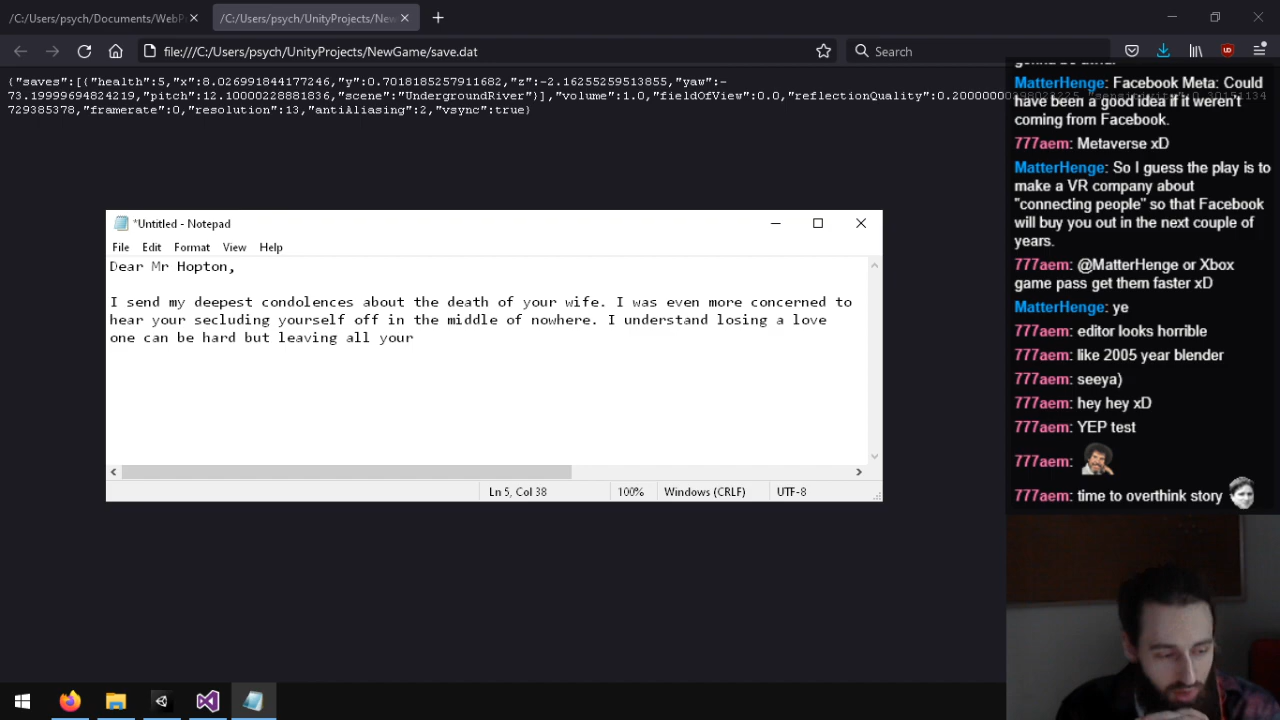 /C:/Users/psych/Documents/WebP
/C:/Users/psych/UnityProjects/New
file:///C:/Users/psych/UnityProjects/NewGame/save.dat
Search
{"saves":[{"health":5,"x":8.026991844177246,"y":0.7018185257911682,"z":-2.16255259513855,"yaw":-
73.19999694824219,"pitch":12.10000228881836,"scene":"UndergroundRiver"}],"volume":1.0,"fieldOfView":0.0,"reflectionQuality":0.2000000
729385378,"framerate":0,"resolution":13,"antiAliasing":2,"vsync":true}
*Untitled - Notepad
File Edit Format View Help
Dear Mr Hopton,
I send my deepest condolences about the death of your wife. I was even more concerned to
hear your secluding yourself off in the middle of nowhere. I understand losing a love
one can be hard but leaving all your
Ln 5, Col 38
100%
Windows (CRLF)
UTF-8
MatterHenge: Facebook Meta: Could
have been a good idea if it weren't
coming from Facebook.
777aem: Metaverse xD
MatterHenge: So I guess the play is to
make a VR company about
"connecting people" so that Facebook
will buy you out in the next couple of
years.
777aem: @MatterHenge or Xbox
game pass get them faster xD
MatterHenge: ye
777aem: editor looks horrible
777aem: like 2005 year blender
777aem: seeya)
777aem: hey hey xD
777aem: YEP test
777aem:
777aem: time to overthink story